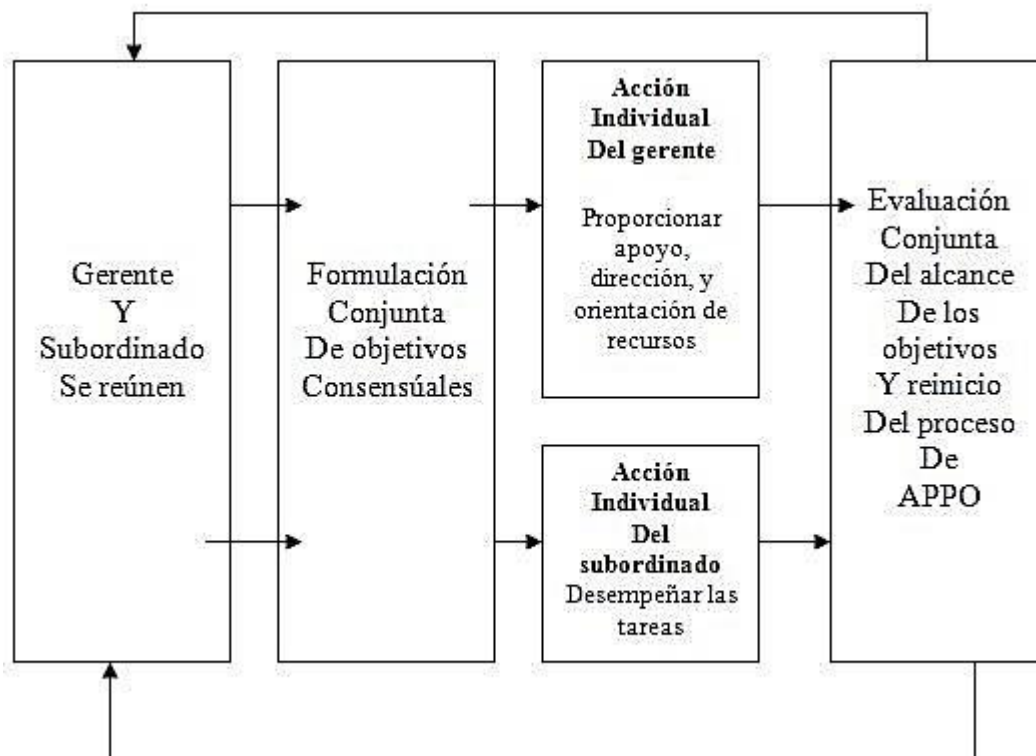 Gerente
Y
Subordinado
Se reúnen
Formulación
Conjunta
De objetivos
Consensúales
Acción
Individual
Del gerente
Proporcionar
apoyo,
dirección, y
orientación de
recursos
Acción
Individual
Del
subordinado
Desempeñar las
tareas
Evaluación
Conjunta
Del alcance
De los
objetivos
Y reinicio
Del proceso
De
APPO